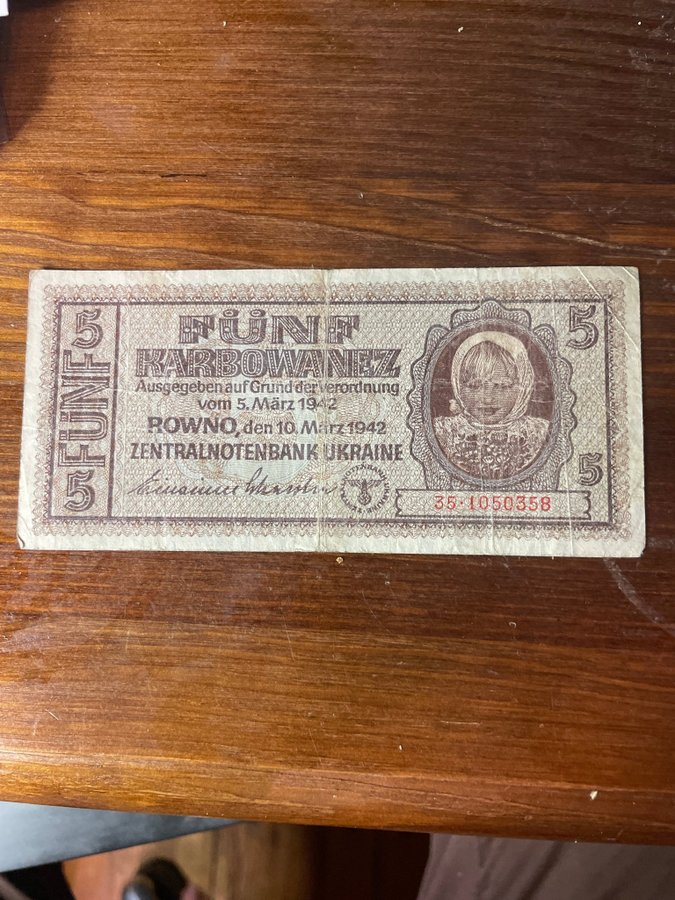 5
FÜNF
5
FÜNF
KARBOWANEZ
Ausgegeben auf Grund der Verordnung
vom 5. März 1942
ROWNO, den 10. März 1942
ZENTRALNOTENBANK UKRAINE
5
5
35·1050358